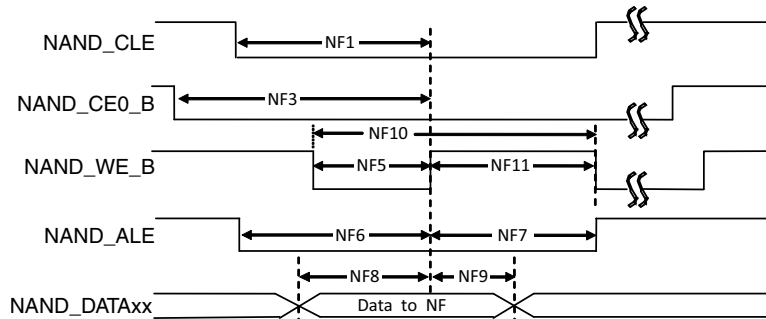 NAND_CLE
NF1
NAND_CE0_B
NF3
NF10
NAND_WE_B
NF5
NF11
NAND_ALE
NF6
NF7
NF8
NF9
NAND_DATAxx
Data to NF